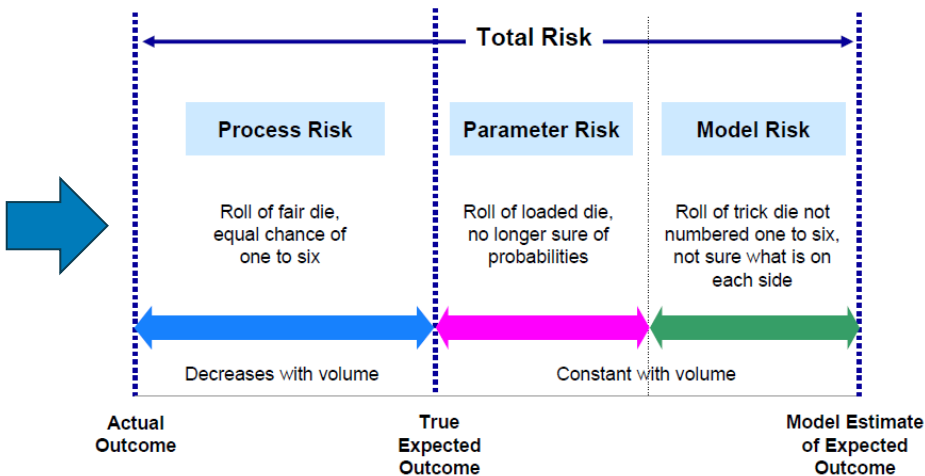 Total Risk
Process Risk
Parameter Risk
Model Risk
Roll of fair die,
equal chance of
one to six
Roll of loaded die,
no longer sure of
probabilities
Roll of trick die not
numbered one to six,
not sure what is on
each side
Decreases with volume
Constant with volume
Actual
Outcome
True
Expected
Outcome
Model Estimate
of Expected
Outcome